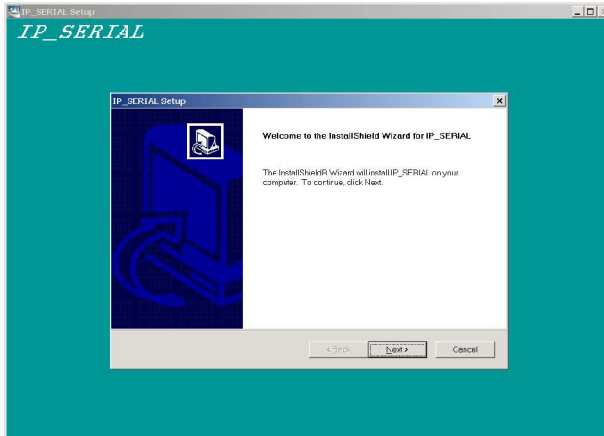 IP_SERIAL Setup
IP_SERIAL
IP_SERIAL Setup
Welcome to the InstallShield Wizard for IP_SERIAL
The InstallShield® Wizard will install IP_SERIAL on your
computer. To continue, click Next.
< Back
Next >
Cancel